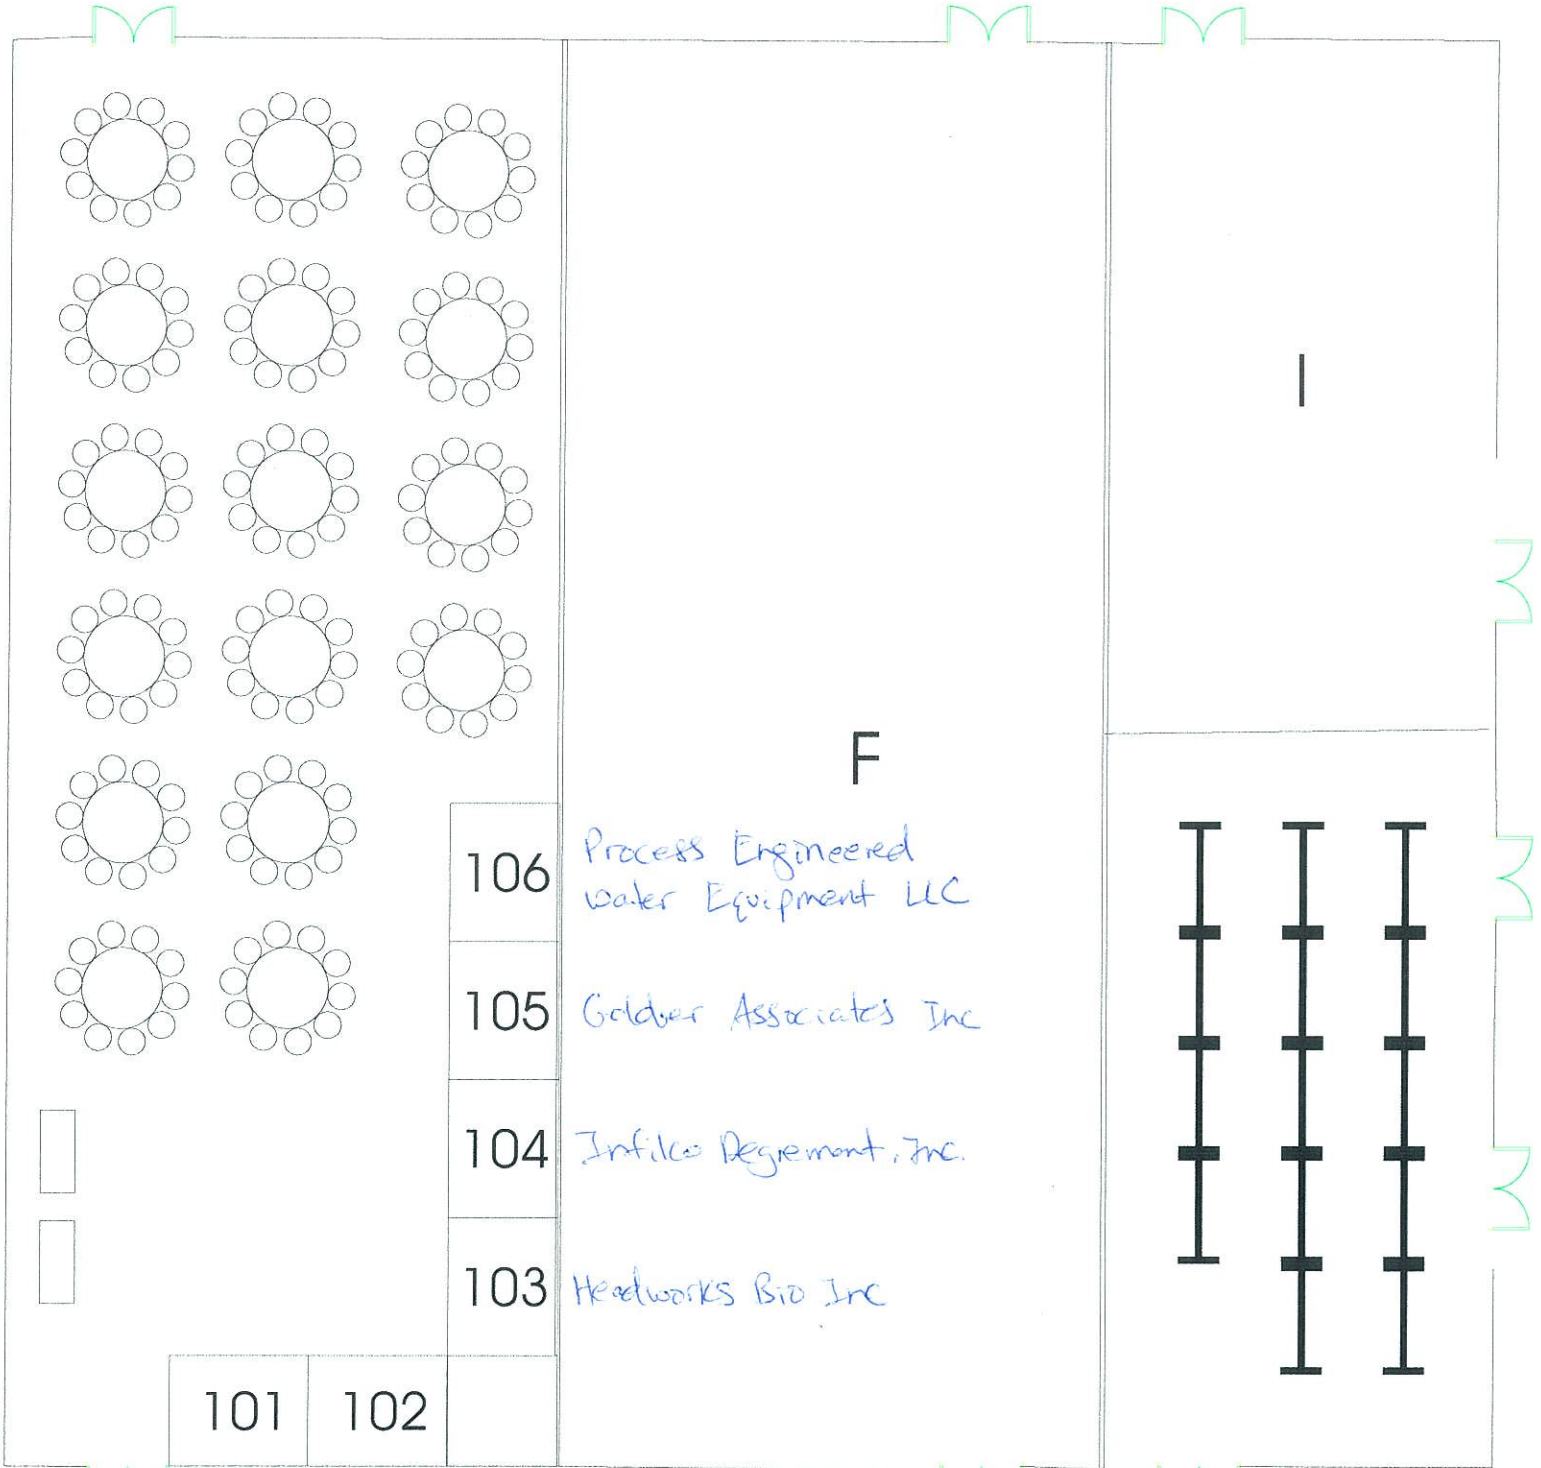 I
F
106 Process Engineered
water Equipment LLC
105 Golder Associates Inc
104 Infilco Degremont, Inc.
103 Headworks Bio Inc
101 102